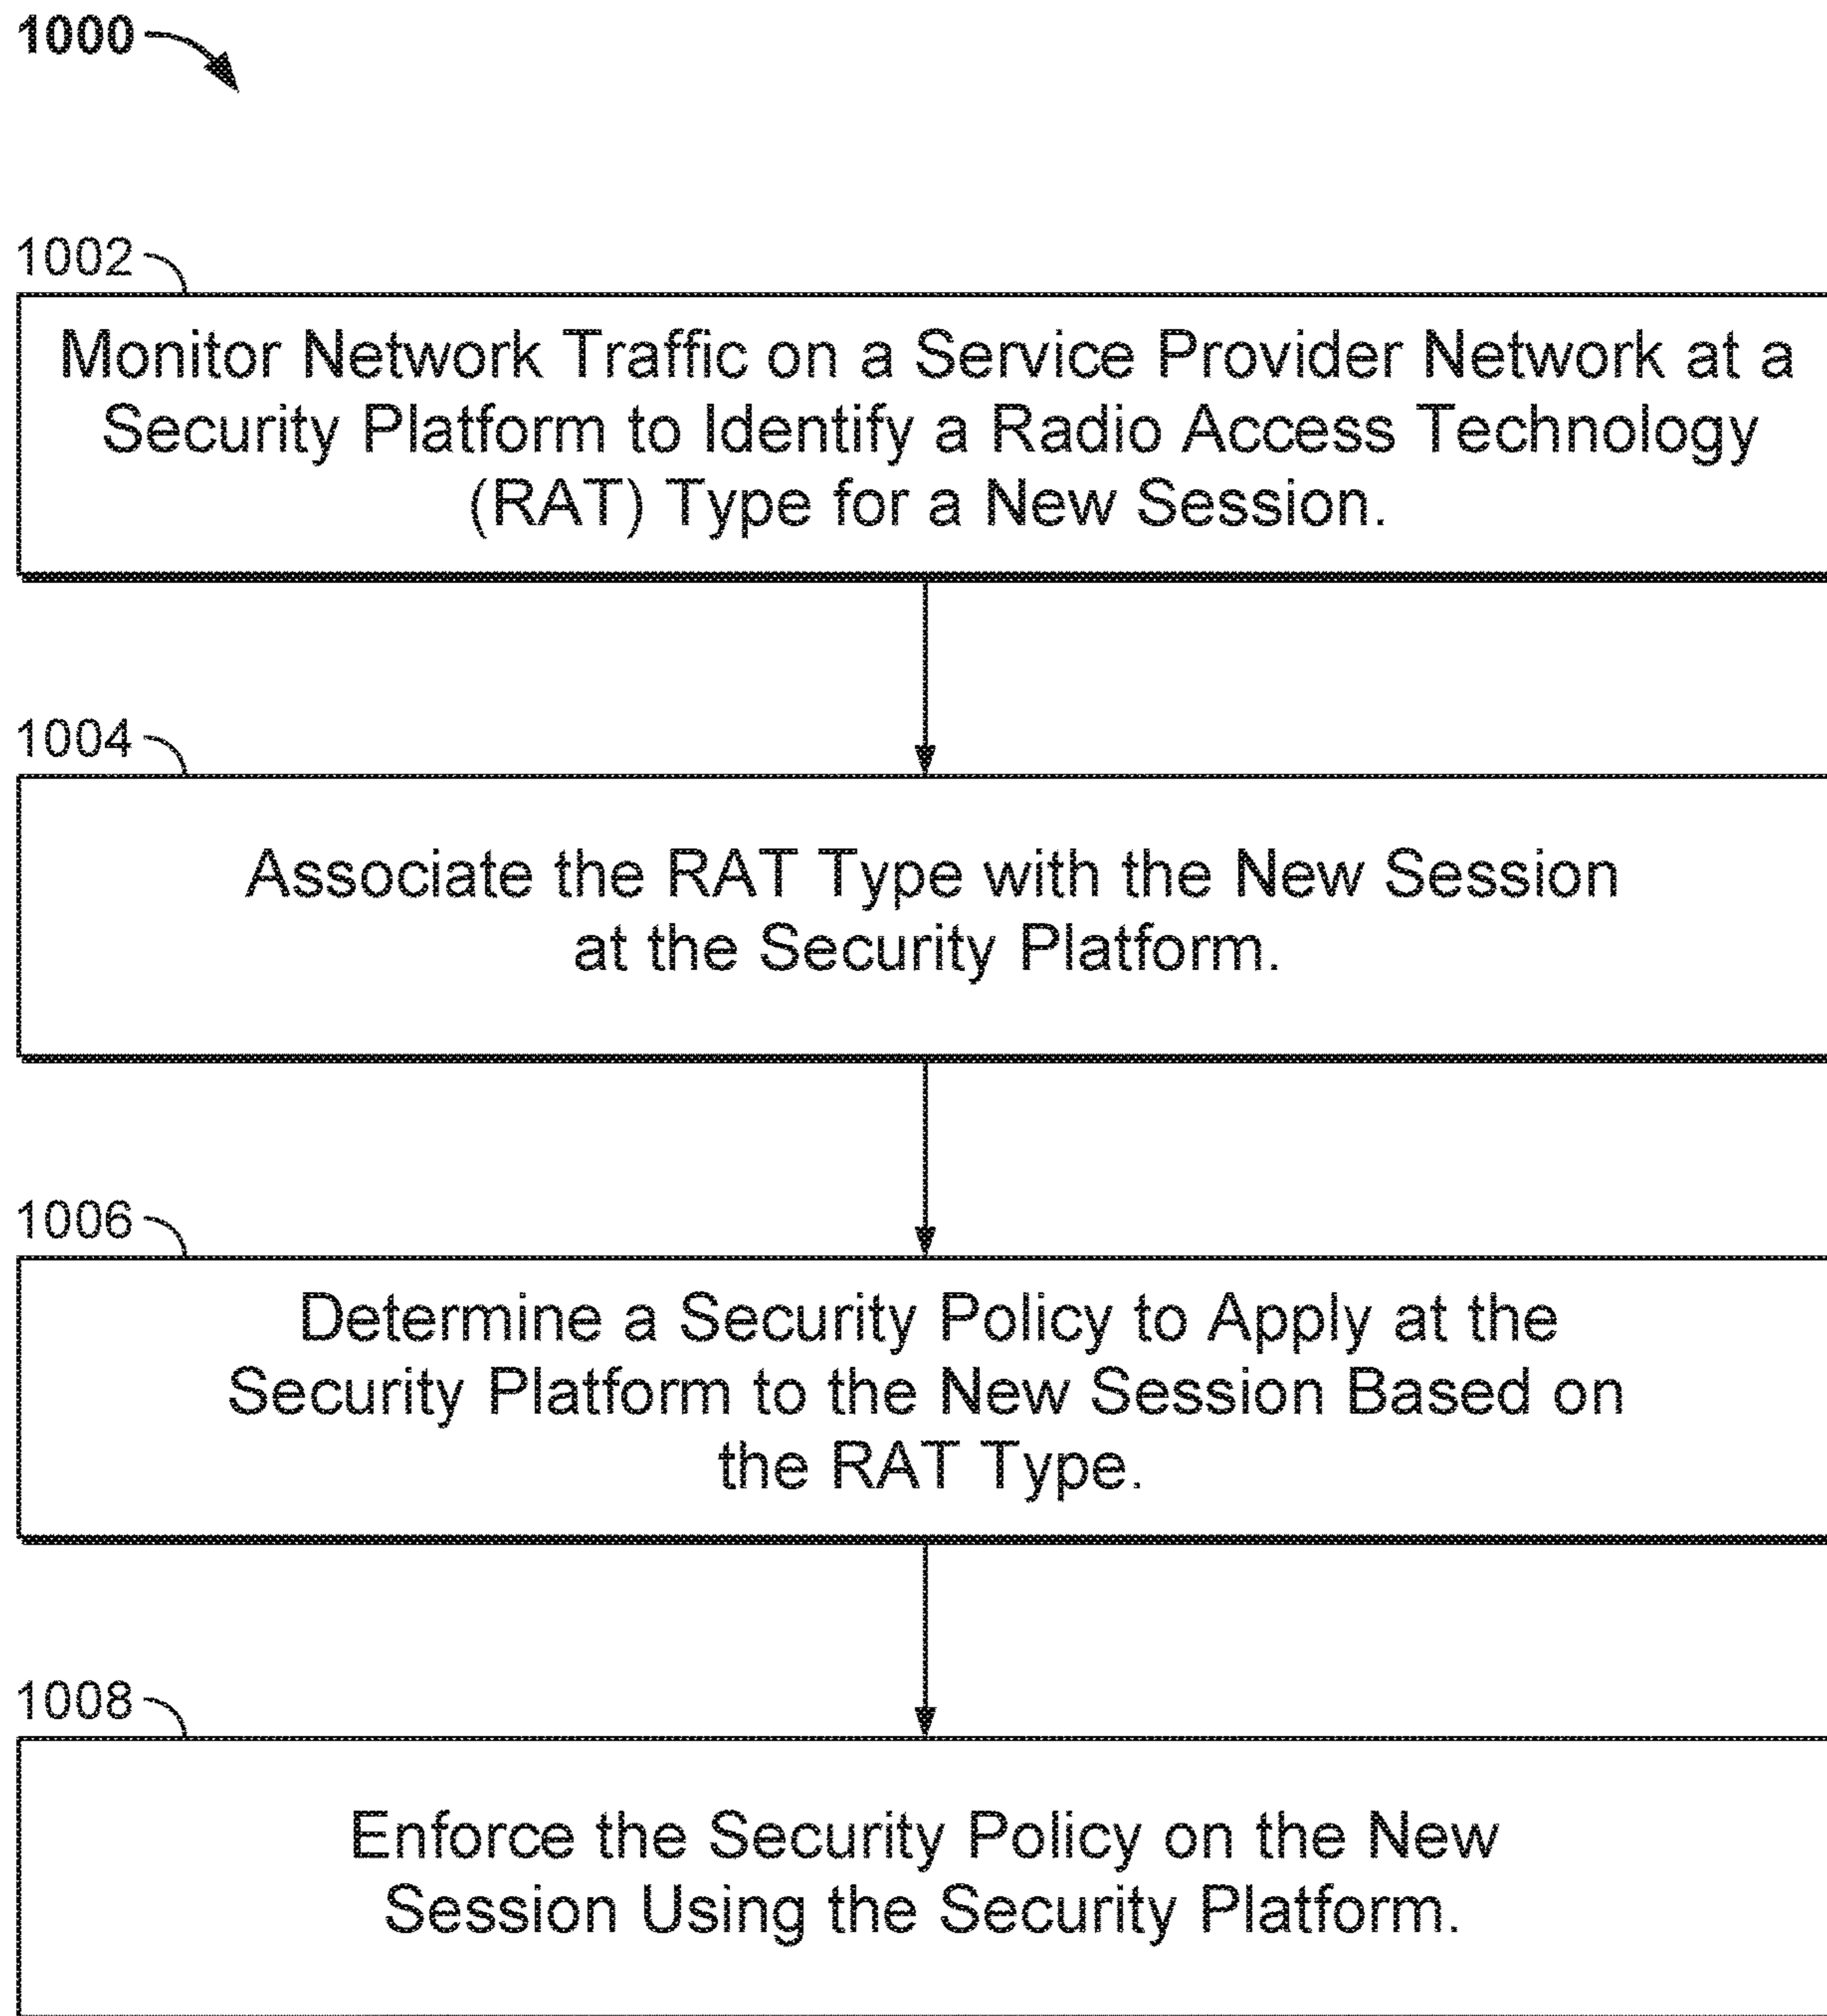 1000
1002
Monitor Network Traffic on a Service Provider Network at a
Security Platform to Identify a Radio Access Technology
(RAT) Type for a New Session.
1004
Associate the RAT Type with the New Session
at the Security Platform.
1006
Determine a Security Policy to Apply at the
Security Platform to the New Session Based on
the RAT Type.
1008
Enforce the Security Policy on the New
Session Using the Security Platform.